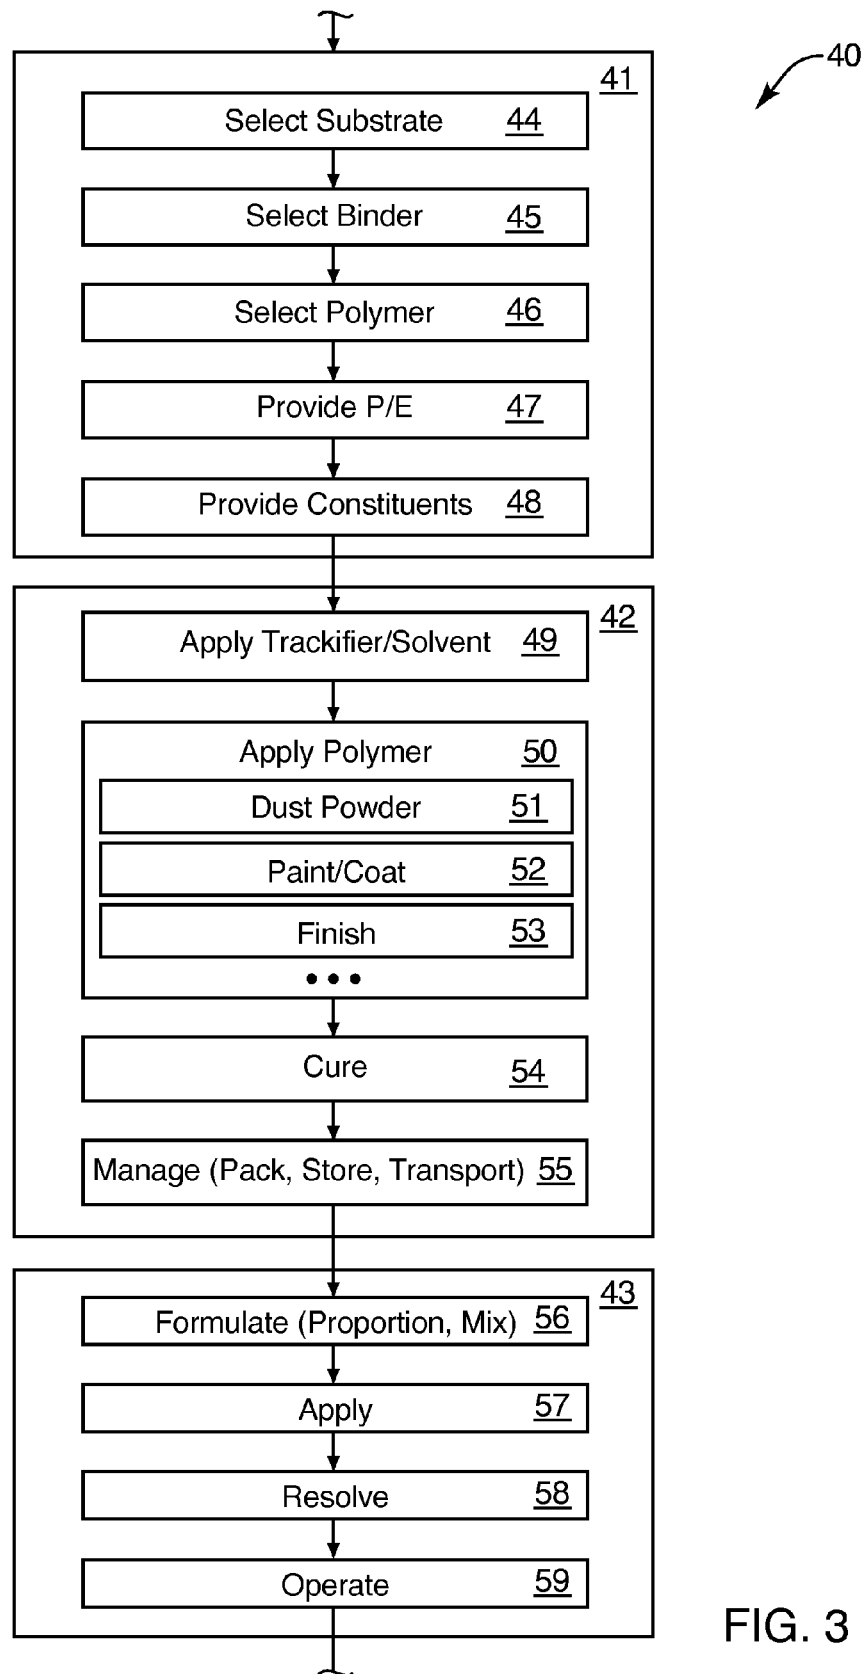 40
41
Select Substrate 44
Select Binder 45
Select Polymer 46
Provide P/E 47
Provide Constituents 48
42
Apply Trackifier/Solvent 49
Apply Polymer 50
Dust Powder 51
Paint/Coat 52
Finish 53
•••
Cure 54
Manage (Pack, Store, Transport) 55
43
Formulate (Proportion, Mix) 56
Apply 57
Resolve 58
Operate 59
FIG. 3